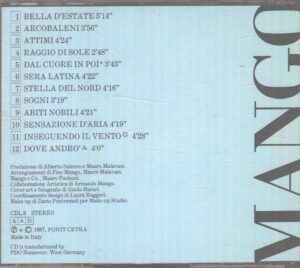 1 BELLA D'ESTATE 5'14"
2 ARCOBALENI 3'56"
3 ATTIMI 4'24"
4 RAGGIO DI SOLE 2'48"
5 DAL CUORE IN POI* 3'43"
6 SERA LATINA 4'22"
7 STELLA DEL NORD 4'16"
8 SOGNI 3'19"
9 ABITI NOBILI 4'21"
10 SENSAZIONE D'ARIA 4'19"
11 INSEGUENDO IL VENTO □ 4'28"
12 DOVE ANDRO' △ 4'0"
Produzione di Alberto Salerno e Mauro Malavasi.
Arrangiamenti di Pino Mango, Mauro Malavasi,
Mango e Co., Mauro Paoluzzi.
Collaborazione Artistica di Armando Mango.
Cover art e fotografie di Guido Harari.
Coordinamento design di Laura Ruggeri.
Make-up di Dario Pontremoli per Make-up Studio.
CDL 3 STEREO
A A D
℗ + © 1987, FONIT CETRA
Made in Italy
CD is manufactured by
PDO Hannover, West Germany
MANGO